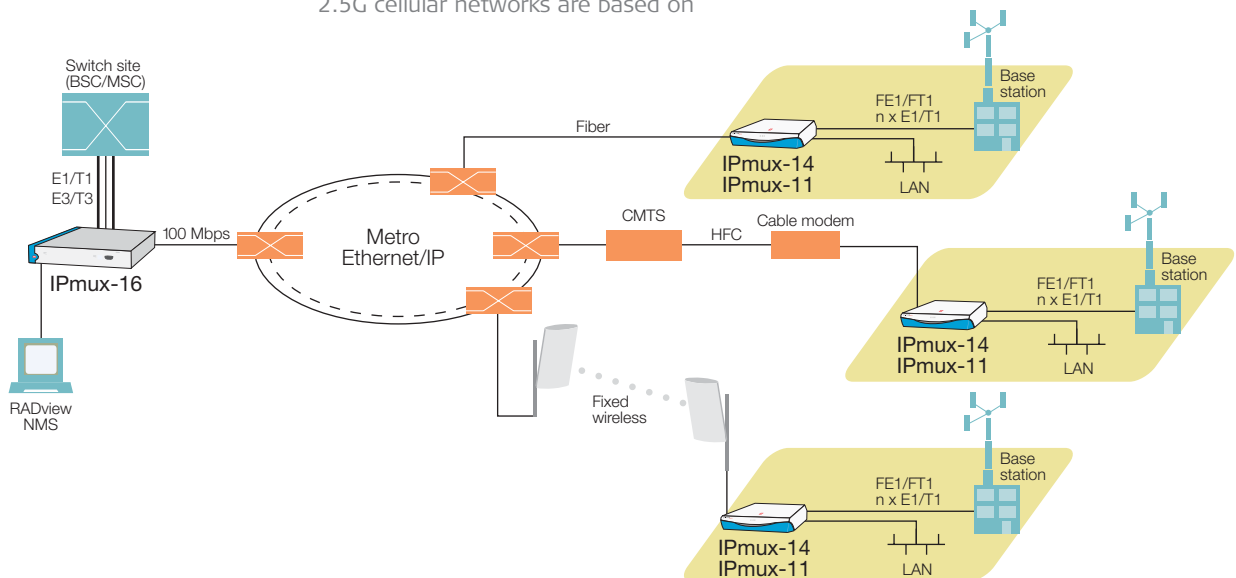 2.5G cellular networks are based on
Switch site
(BSC/MSC)
E1/T1
E3/T3
IPmux-16
RADview
NMS
100 Mbps
Metro
Ethernet/IP
Fiber
IPmux-14
IPmux-11
FE1/FT1
n x E1/T1
LAN
Base
station
CMTS
HFC
Cable modem
IPmux-14
IPmux-11
FE1/FT1
n x E1/T1
LAN
Base
station
Fixed
wireless
IPmux-14
IPmux-11
FE1/FT1
n x E1/T1
LAN
Base
station